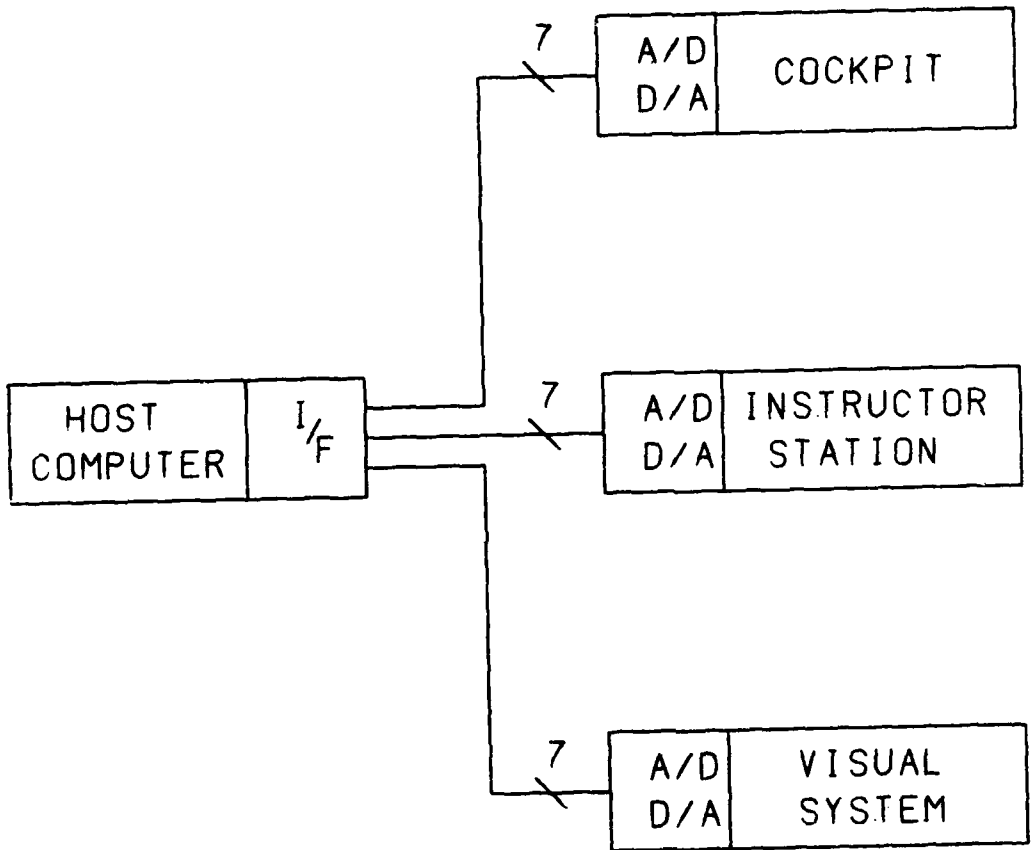 7
A/D
D/A
COCKPIT
HOST
COMPUTER
I/F
7
A/D
D/A
INSTRUCTOR
STATION
7
A/D
D/A
VISUAL
SYSTEM